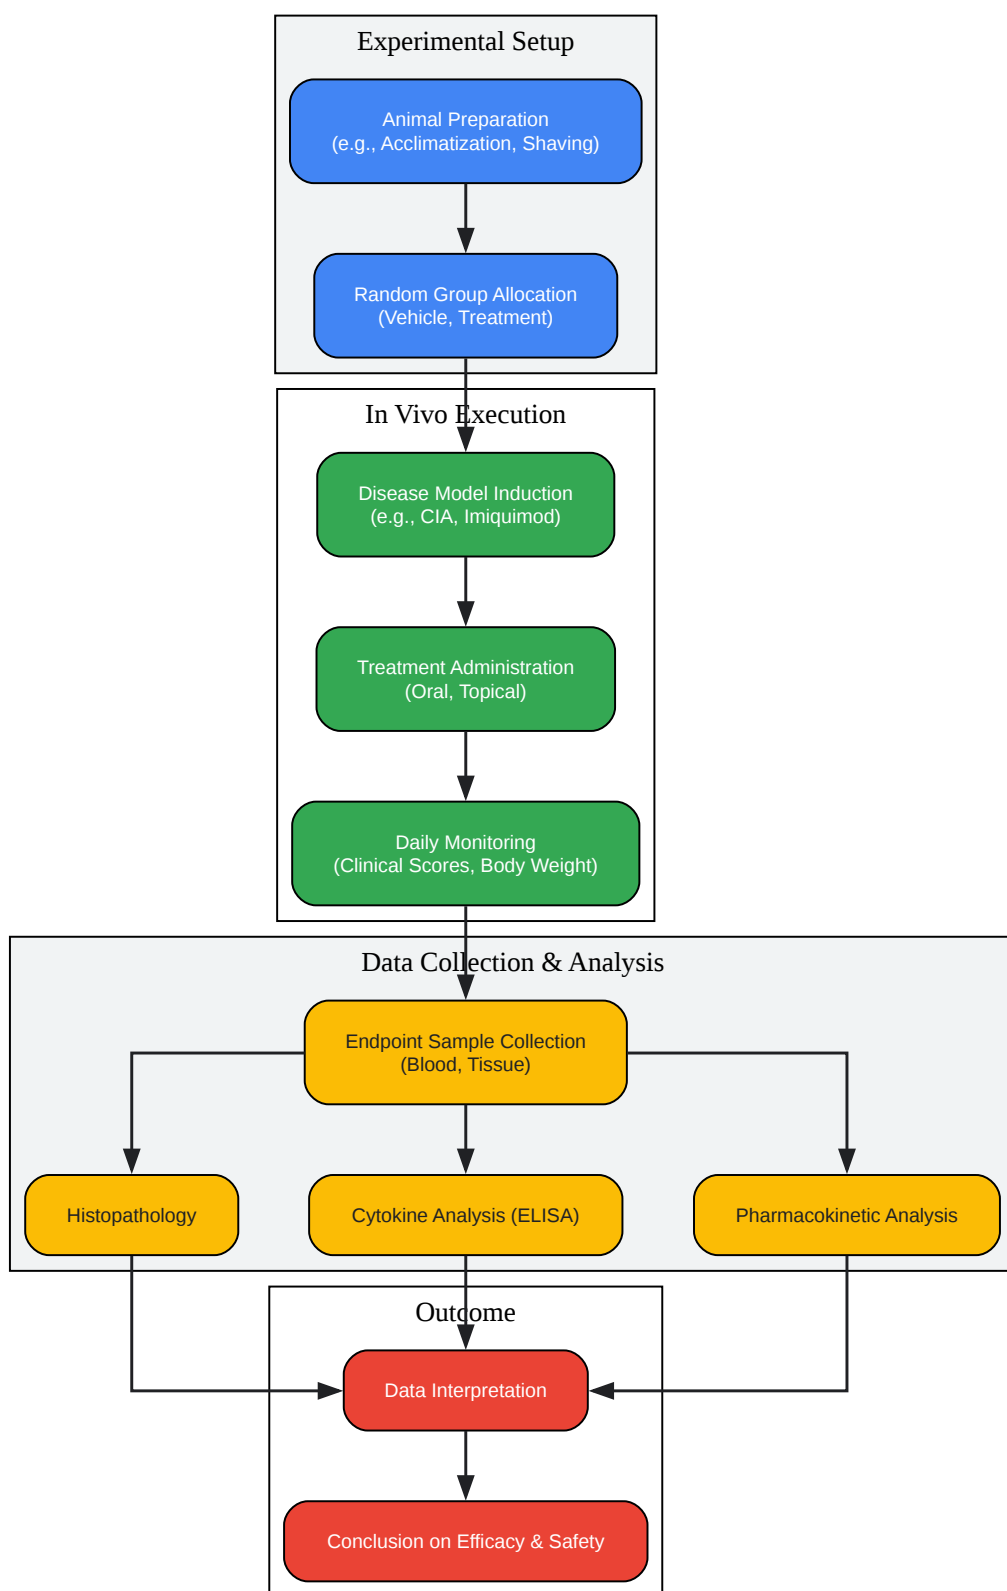 Experimental Setup
Animal Preparation
(e.g., Acclimatization, Shaving)
Random Group Allocation
(Vehicle, Treatment)
In Vivo Execution
Disease Model Induction
(e.g., CIA, Imiquimod)
Treatment Administration
(Oral, Topical)
Daily Monitoring
(Clinical Scores, Body Weight)
Data Collection & Analysis
Endpoint Sample Collection
(Blood, Tissue)
Histopathology
Cytokine Analysis (ELISA)
Pharmacokinetic Analysis
Outcome
Data Interpretation
Conclusion on Efficacy & Safety